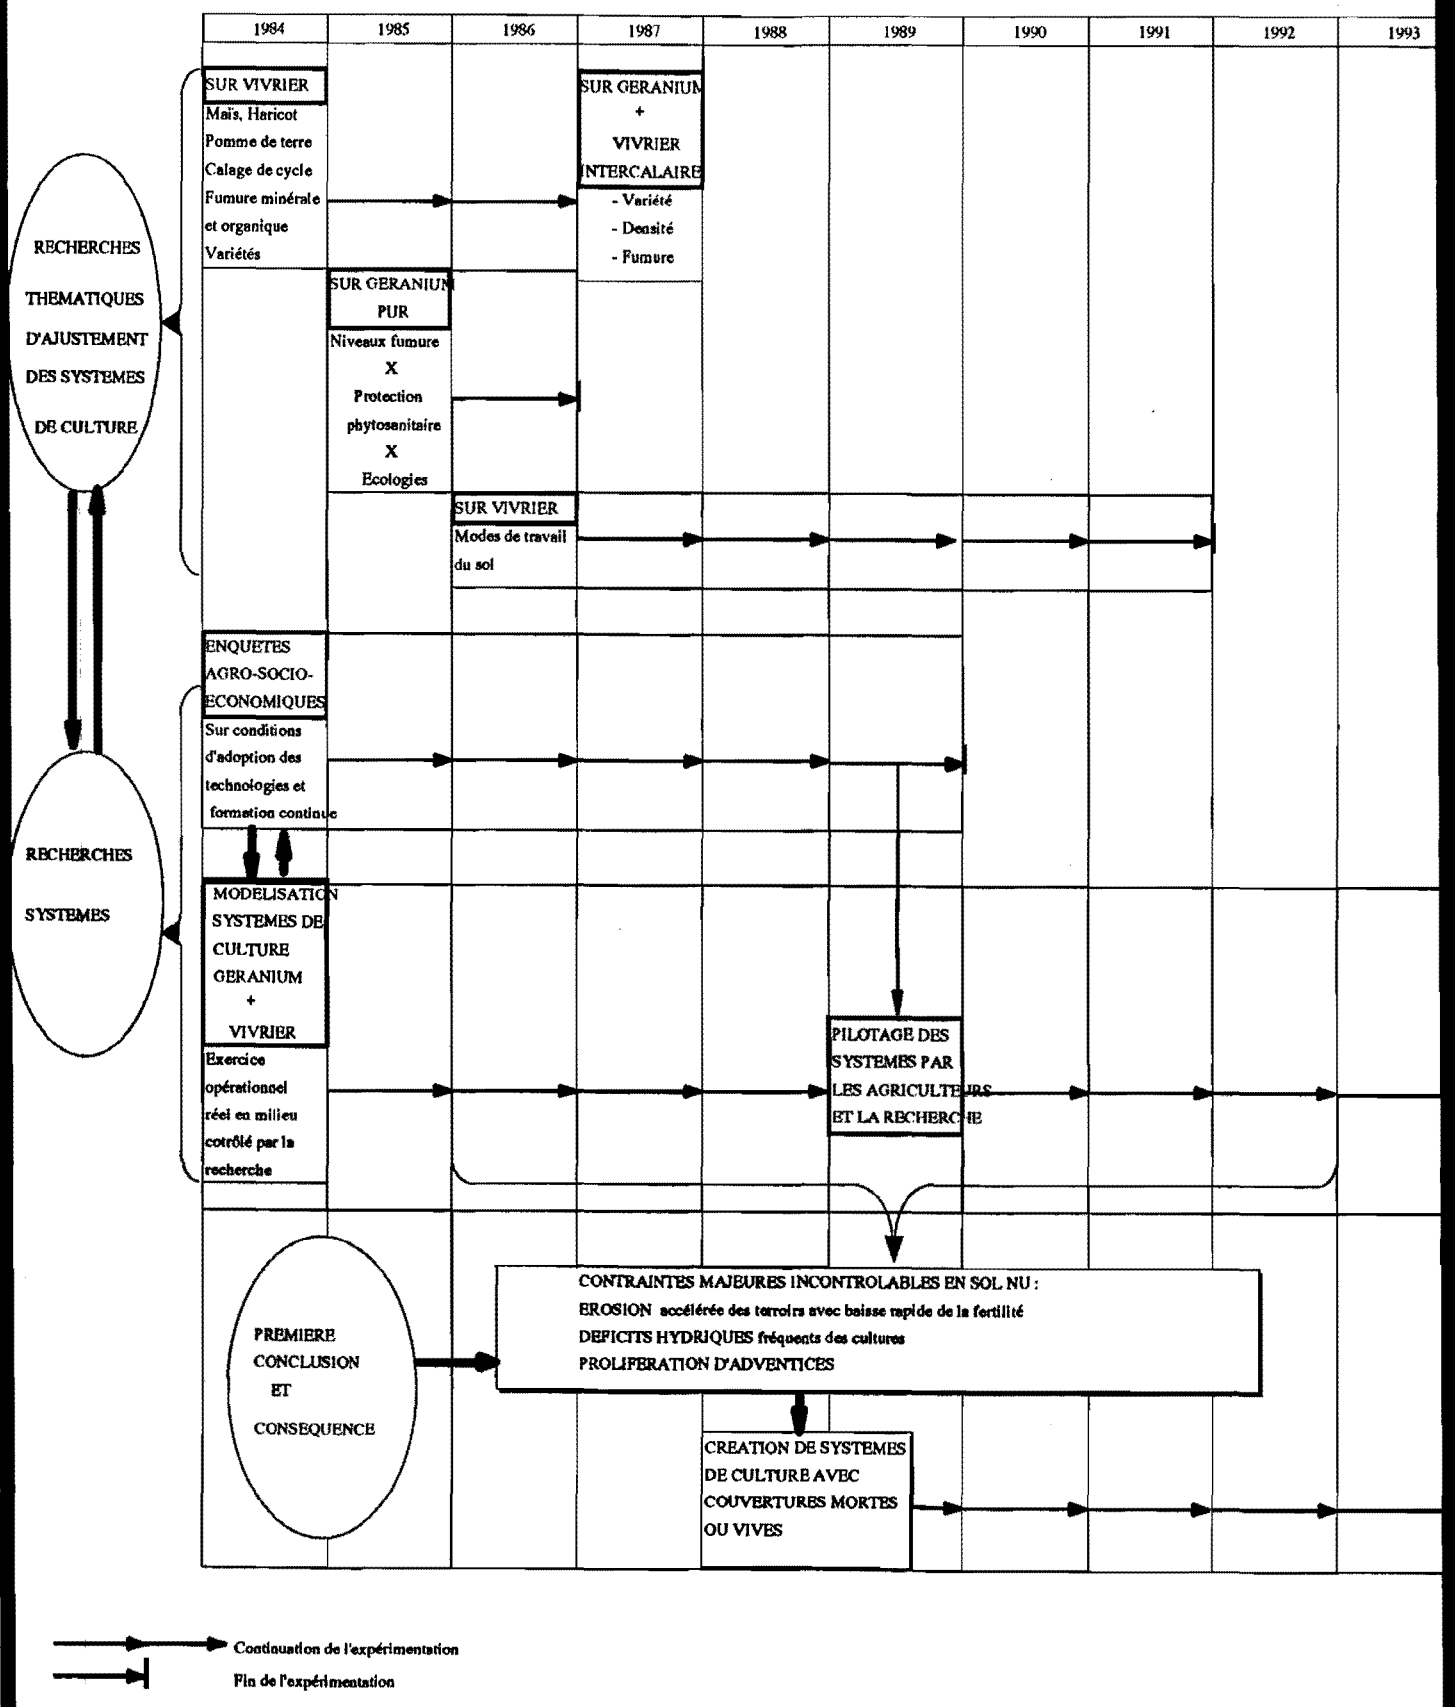 1984 1985 1986 1987 1988 1989 1990 1991 1992 1993
SUR VIVRIER
Maïs, Haricot
Pomme de terre
Calage de cycle
Fumure minérale
et organique
Variétés
SUR GERANIUM
+
VIVRIER
INTERCALAIRE
- Variété
- Densité
- Fumure
RECHERCHES
THEMATIQUES
D'AJUSTEMENT
DES SYSTEMES
DE CULTURE
SUR GERANIUM
PUR
Niveaux fumure
X
Protection
phytosanitaire
X
Ecologies
SUR VIVRIER
Modes de travail
du sol
ENQUETES
AGRO-SOCIO-
ECONOMIQUES
Sur conditions
d'adoption des
technologies et
formation continue
RECHERCHES
SYSTEMES
MODELISATION
SYSTEMES DE
CULTURE
GERANIUM
+
VIVRIER
Exercice
opérationnel
réel en milieu
cotrôlé par la
recherche
PILOTAGE DES
SYSTEMES PAR
LES AGRICULTEURS
ET LA RECHERCHE
PREMIERE
CONCLUSION
ET
CONSEQUENCE
CONTRAINTES MAJEURES INCONTROLABLES EN SOL NU :
EROSION accélérée des terroirs avec baisse rapide de la fertilité
DEFICITS HYDRIQUES fréquents des cultures
PROLIFERATION D'ADVENTICES
CREATION DE SYSTEMES
DE CULTURE AVEC
COUVERTURES MORTES
OU VIVES
Continuation de l'expérimentation
Fin de l'expérimentation